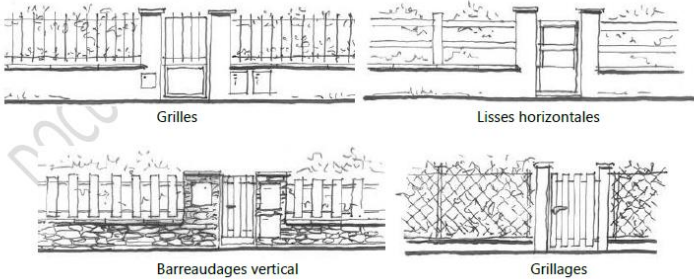 Grilles
Lisses horizontales
Barreaudages vertical
Grillages